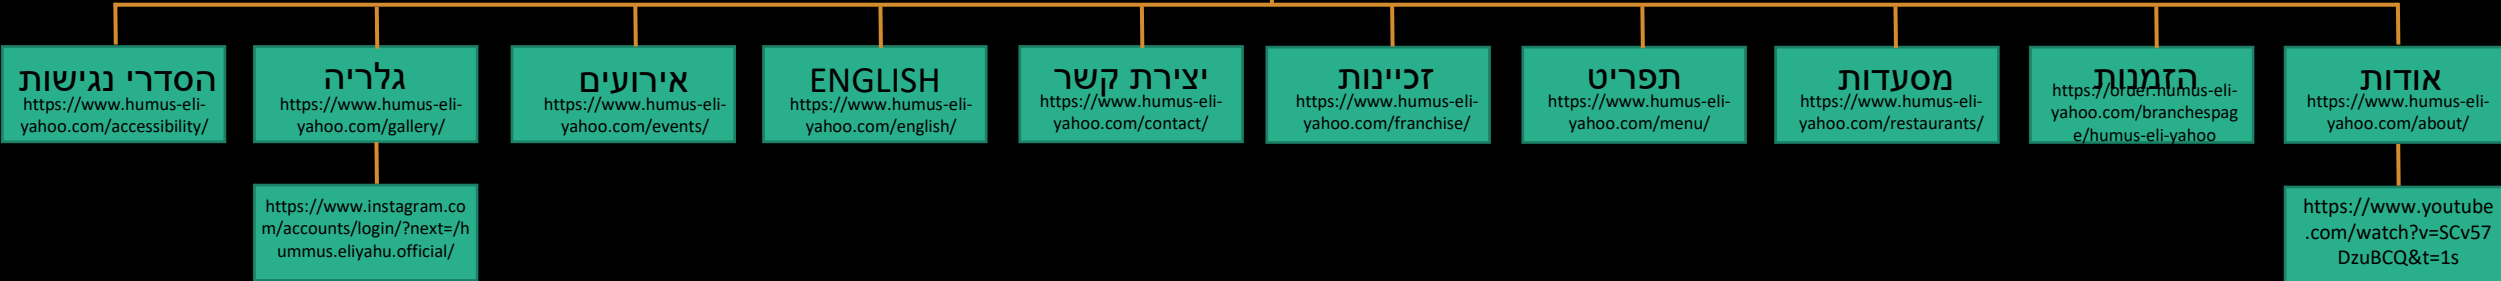 אודות
https://www.humus-eli-
yahoo.com/about/
הזמנות
https://order.humus-eli-
yahoo.com/branchespag
e/humus-eli-yahoo
מסעדות
https://www.humus-eli-
yahoo.com/restaurants/
תפריט
https://www.humus-eli-
yahoo.com/menu/
זכיינות
https://www.humus-eli-
yahoo.com/franchise/
יצירת קשר
https://www.humus-eli-
yahoo.com/contact/
ENGLISH
https://www.humus-eli-
yahoo.com/english/
אירועים
https://www.humus-eli-
yahoo.com/events/
גלריה
https://www.humus-eli-
yahoo.com/gallery/
הסדרי נגישות
https://www.humus-eli-
yahoo.com/accessibility/
https://www.youtube
.com/watch?v=SCv57
DzuBCQ&t=1s
https://www.instagram.co
m/accounts/login/?next=/h
ummus.eliyahu.official/